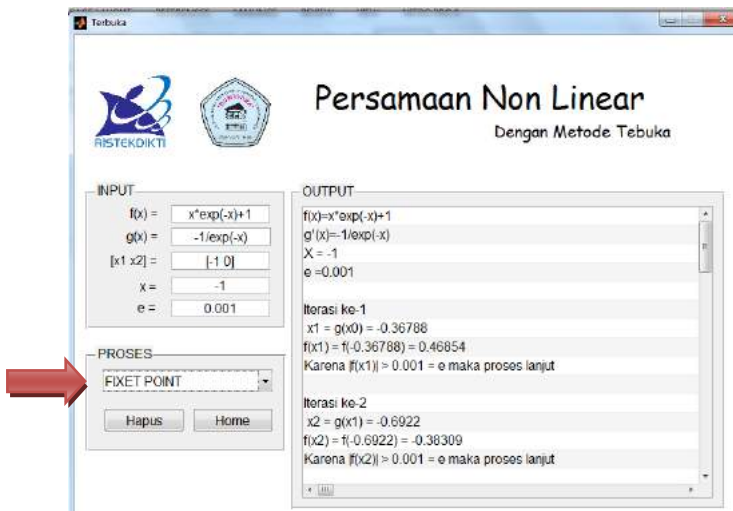 Terbuka
RISTEKDIKTI
Persamaan Non Linear
Dengan Metode Tebuka
INPUT
f(x) = x*exp(-x)+1
g(x) = -1/exp(-x)
[x1 x2] = [-1 0]
x = -1
e = 0.001
PROSES
FIXET POINT
Hapus Home
OUTPUT
f(x)=x*exp(-x)+1
g'(x)=-1/exp(-x)
X = -1
e =0.001
Iterasi ke-1
x1 = g(x0) = -0.36788
f(x1) = f(-0.36788) = 0.46854
Karena |f(x1)| > 0.001 = e maka proses lanjut
Iterasi ke-2
x2 = g(x1) = -0.6922
f(x2) = f(-0.6922) = -0.38309
Karena |f(x2)| > 0.001 = e maka proses lanjut